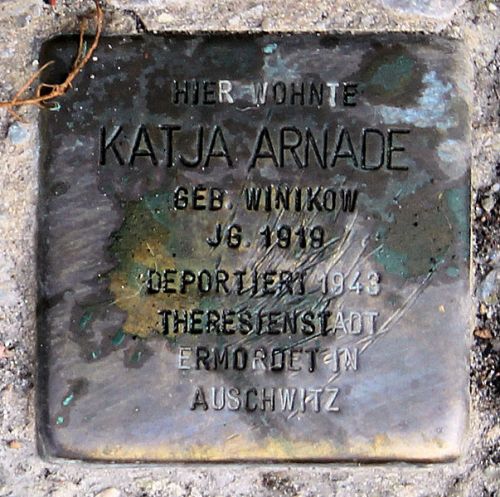 HIER WOHNTE
KATJA ARNADE
GEB. WINIKOW
JG. 1919
DEPORTIERT 1943
THERESIENSTADT
ERMORDET IN
AUSCHWITZ